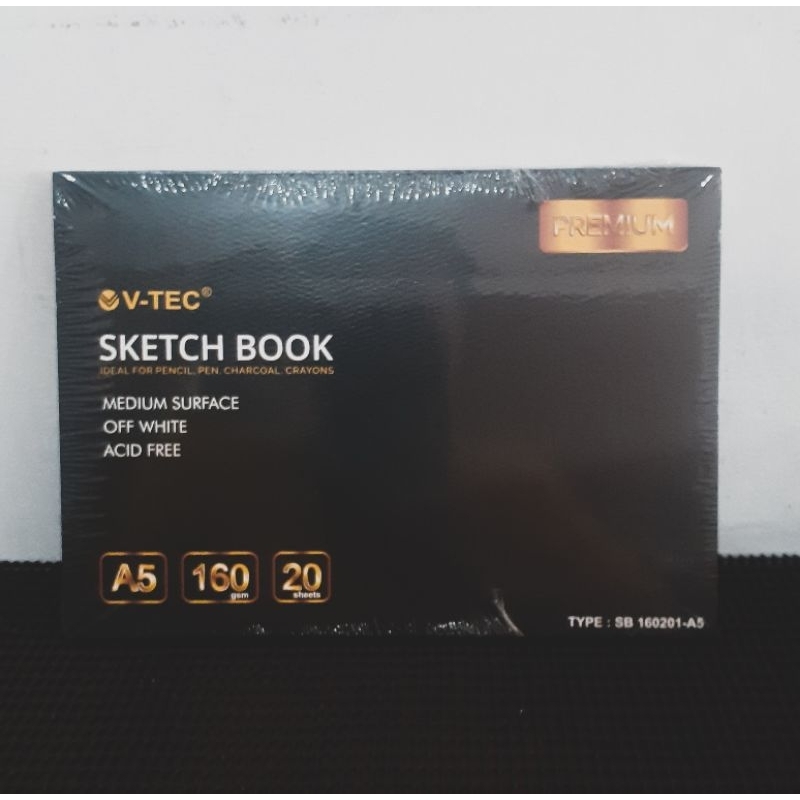 PREMIUM
V-TEC®
SKETCH BOOK
IDEAL FOR PENCIL, PEN, CHARCOAL, CRAYONS
MEDIUM SURFACE
OFF WHITE
ACID FREE
A5 160 gsm 20 sheets
TYPE : SB 160201-A5